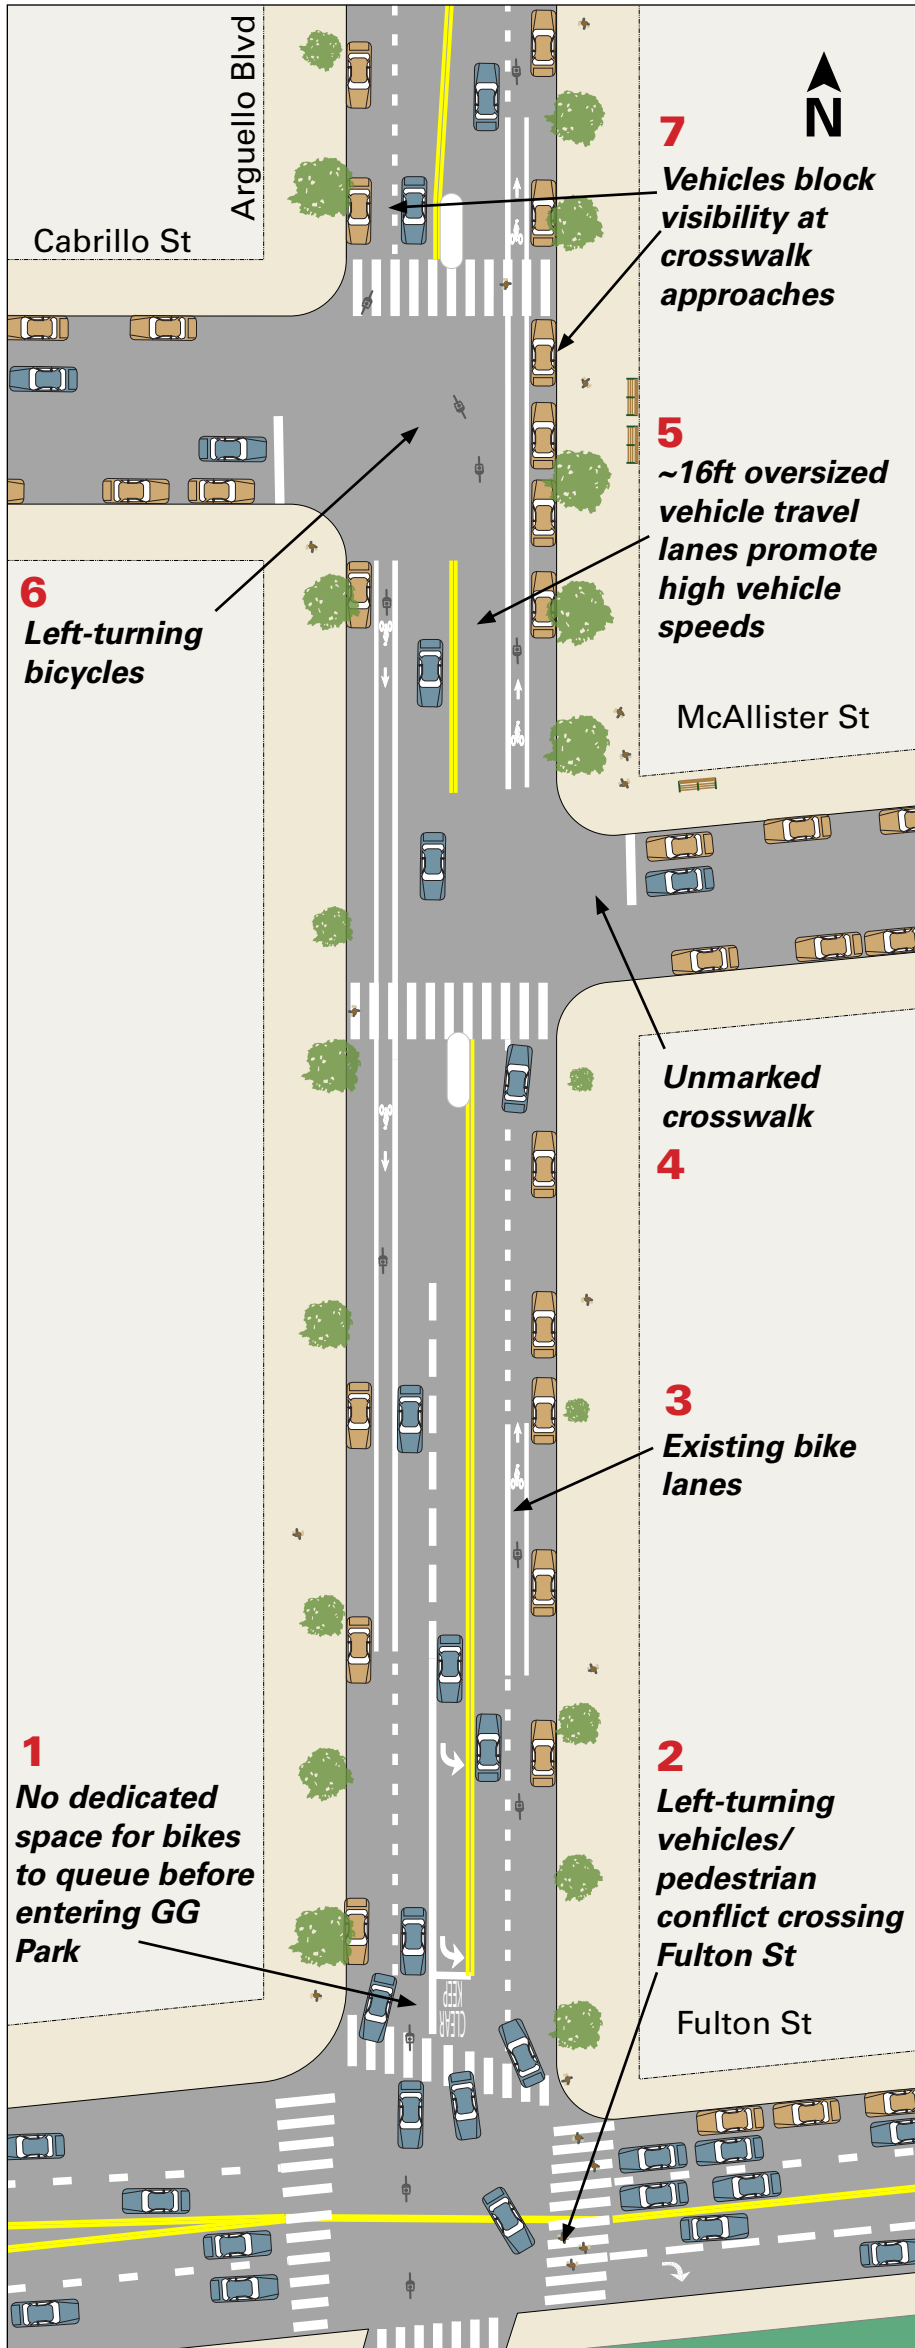 Arguello Blvd
N
Cabrillo St
7
Vehicles block
visibility at
crosswalk
approaches
5
~16ft oversized
vehicle travel
lanes promote
high vehicle
speeds
6
Left-turning
bicycles
McAllister St
Unmarked
crosswalk
4
3
Existing bike
lanes
1
No dedicated
space for bikes
to queue before
entering GG
Park
2
Left-turning
vehicles/
pedestrian
conflict crossing
Fulton St
KEEP
CLEAR
Fulton St